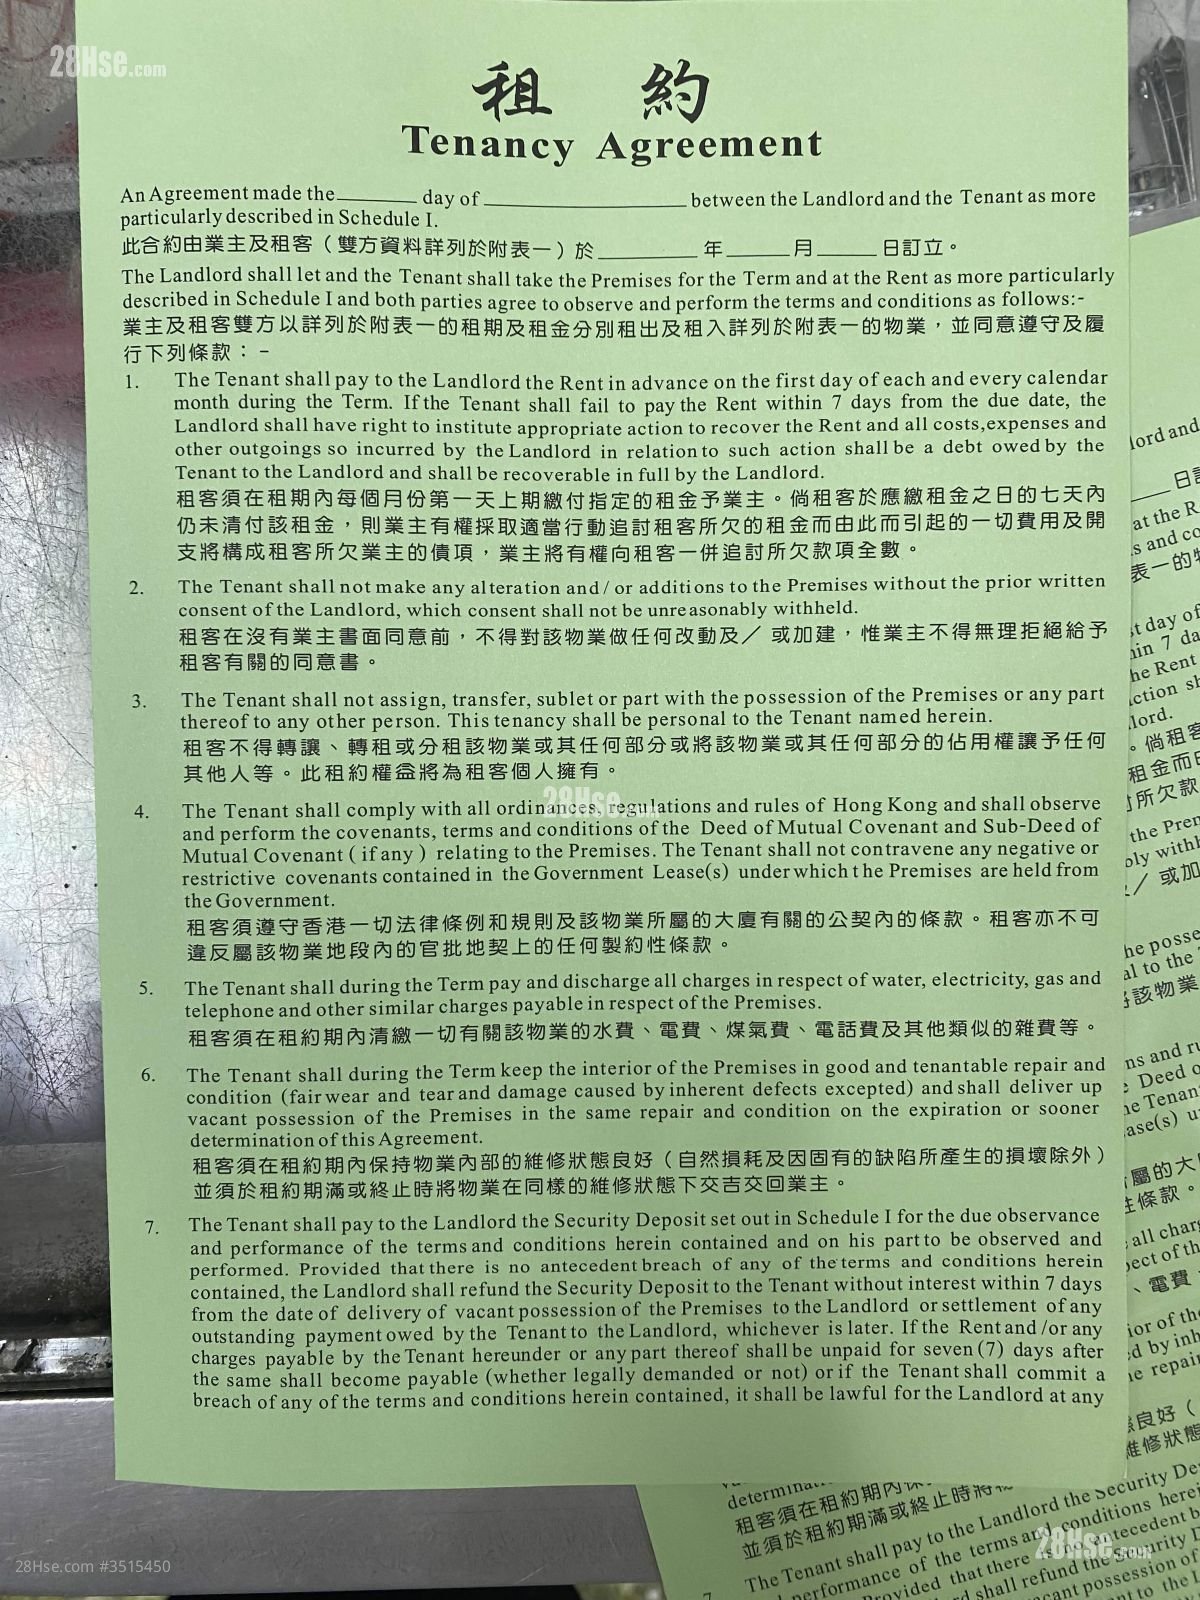 28Hse.com
租 約
Tenancy Agreement
An Agreement made the________ day of ____________________ between the Landlord and the Tenant as more
particularly described in Schedule I.
此合約由業主及租客（雙方資料詳列於附表一）於 __________ 年 ______ 月 ______ 日訂立。
The Landlord shall let and the Tenant shall take the Premises for the Term and at the Rent as more particularly
described in Schedule I and both parties agree to observe and perform the terms and conditions as follows:-
業主及租客雙方以詳列於附表一的租期及租金分別租出及租入詳列於附表一的物業，並同意遵守及履
行下列條款：－
1. The Tenant shall pay to the Landlord the Rent in advance on the first day of each and every calendar
month during the Term. If the Tenant shall fail to pay the Rent within 7 days from the due date, the
Landlord shall have right to institute appropriate action to recover the Rent and all costs,expenses and
other outgoings so incurred by the Landlord in relation to such action shall be a debt owed by the
Tenant to the Landlord and shall be recoverable in full by the Landlord.
租客須在租期內每個月份第一天上期繳付指定的租金予業主。倘租客於應繳租金之日的七天內
仍未清付該租金，則業主有權採取適當行動追討租客所欠的租金而由此而引起的一切費用及開
支將構成租客所欠業主的債項，業主將有權向租客一併追討所欠款項全數。
2. The Tenant shall not make any alteration and / or additions to the Premises without the prior written
consent of the Landlord, which consent shall not be unreasonably withheld.
租客在沒有業主書面同意前，不得對該物業做任何改動及／或加建，惟業主不得無理拒絕給予
租客有關的同意書。
3. The Tenant shall not assign, transfer, sublet or part with the possession of the Premises or any part
thereof to any other person. This tenancy shall be personal to the Tenant named herein.
租客不得轉讓、轉租或分租該物業或其任何部分或將該物業或其任何部分的佔用權讓予任何
其他人等。此租約權益將為租客個人擁有。
28Hse.com
4. The Tenant shall comply with all ordinances, regulations and rules of Hong Kong and shall observe
and perform the covenants, terms and conditions of the Deed of Mutual Covenant and Sub-Deed of
Mutual Covenant ( if any ) relating to the Premises. The Tenant shall not contravene any negative or
restrictive covenants contained in the Government Lease(s) under which the Premises are held from
the Government.
租客須遵守香港一切法律條例和規則及該物業所屬的大廈有關的公契內的條款。租客亦不可
違反屬該物業地段內的官批地契上的任何製約性條款。
5. The Tenant shall during the Term pay and discharge all charges in respect of water, electricity, gas and
telephone and other similar charges payable in respect of the Premises.
租客須在租約期內清繳一切有關該物業的水費、電費、煤氣費、電話費及其他類似的雜費等。
6. The Tenant shall during the Term keep the interior of the Premises in good and tenantable repair and
condition (fair wear and tear and damage caused by inherent defects excepted) and shall deliver up
vacant possession of the Premises in the same repair and condition on the expiration or sooner
determination of this Agreement.
租客須在租約期內保持物業內部的維修狀態良好（自然損耗及因固有的缺陷所產生的損壞除外）
並須於租約期滿或終止時將物業在同樣的維修狀態下交吉交回業主。
7. The Tenant shall pay to the Landlord the Security Deposit set out in Schedule I for the due observance
and performance of the terms and conditions herein contained and on his part to be observed and
performed. Provided that there is no antecedent breach of any of the terms and conditions herein
contained, the Landlord shall refund the Security Deposit to the Tenant without interest within 7 days
from the date of delivery of vacant possession of the Premises to the Landlord or settlement of any
outstanding payment owed by the Tenant to the Landlord, whichever is later. If the Rent and /or any
charges payable by the Tenant hereunder or any part thereof shall be unpaid for seven (7) days after
the same shall become payable (whether legally demanded or not) or if the Tenant shall commit a
breach of any of the terms and conditions herein contained, it shall be lawful for the Landlord at any
租客須在租約期內保
並須於租約期滿或終止時將物
The Tenant shall pay to the Landlord the Security De
performance of the terms and conditions herei
Provided that there is no antecedent b
shall refund the Security D
vacant possession of
28Hse.com
28Hse.com #3515450